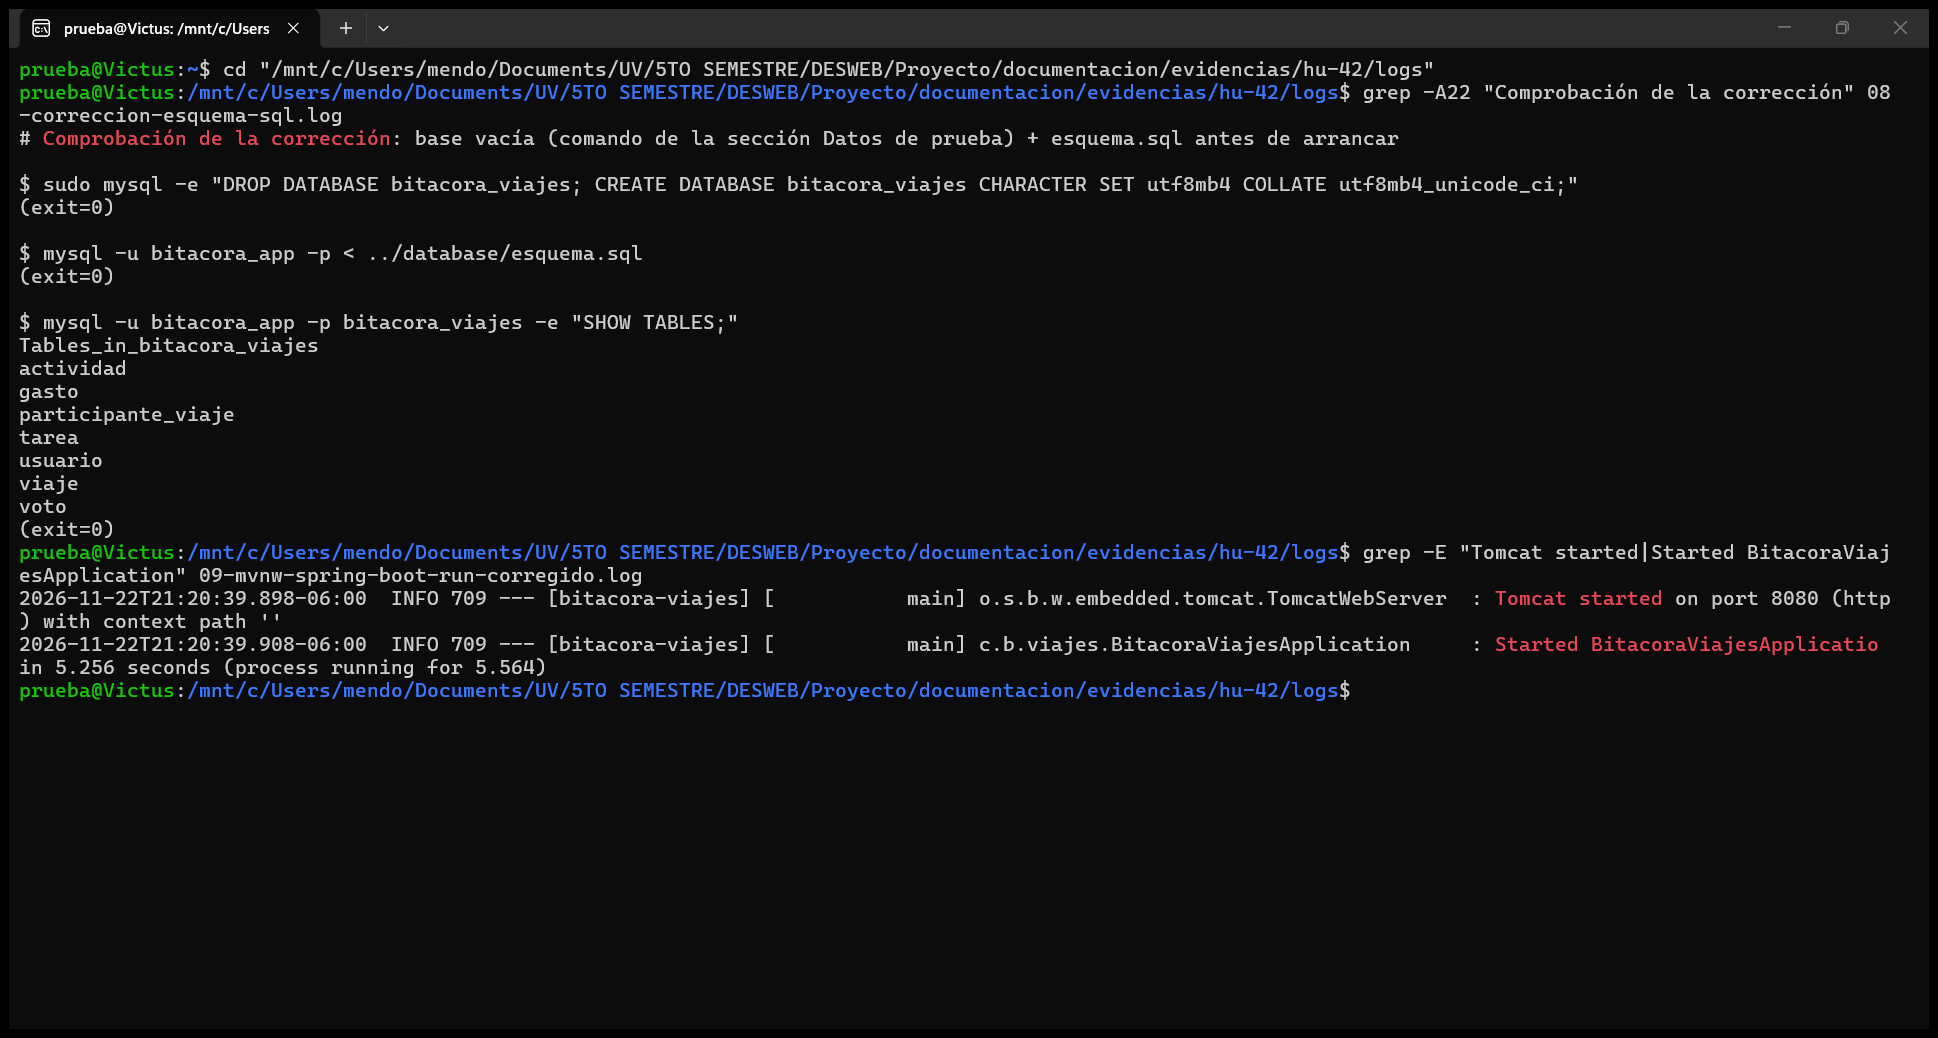 prueba@Victus: /mnt/c/Users
prueba@Victus:~$ cd "/mnt/c/Users/mendo/Documents/UV/5TO SEMESTRE/DESWEB/Proyecto/documentacion/evidencias/hu-42/logs"
prueba@Victus:/mnt/c/Users/mendo/Documents/UV/5TO SEMESTRE/DESWEB/Proyecto/documentacion/evidencias/hu-42/logs$ grep -A22 "Comprobación de la corrección" 08
-correccion-esquema-sql.log
# Comprobación de la corrección: base vacía (comando de la sección Datos de prueba) + esquema.sql antes de arrancar
$ sudo mysql -e "DROP DATABASE bitacora_viajes; CREATE DATABASE bitacora_viajes CHARACTER SET utf8mb4 COLLATE utf8mb4_unicode_ci;"
(exit=0)
$ mysql -u bitacora_app -p < ../database/esquema.sql
(exit=0)
$ mysql -u bitacora_app -p bitacora_viajes -e "SHOW TABLES;"
Tables_in_bitacora_viajes
actividad
gasto
participante_viaje
tarea
usuario
viaje
voto
(exit=0)
prueba@Victus:/mnt/c/Users/mendo/Documents/UV/5TO SEMESTRE/DESWEB/Proyecto/documentacion/evidencias/hu-42/logs$ grep -E "Tomcat started|Started BitacoraViaj
esApplication" 09-mvnw-spring-boot-run-corregido.log
2026-11-22T21:20:39.898-06:00  INFO 709 --- [bitacora-viajes] [           main] o.s.b.w.embedded.tomcat.TomcatWebServer  : Tomcat started on port 8080 (http
) with context path ''
2026-11-22T21:20:39.908-06:00  INFO 709 --- [bitacora-viajes] [           main] c.b.viajes.BitacoraViajesApplication     : Started BitacoraViajesApplicatio
in 5.256 seconds (process running for 5.564)
prueba@Victus:/mnt/c/Users/mendo/Documents/UV/5TO SEMESTRE/DESWEB/Proyecto/documentacion/evidencias/hu-42/logs$